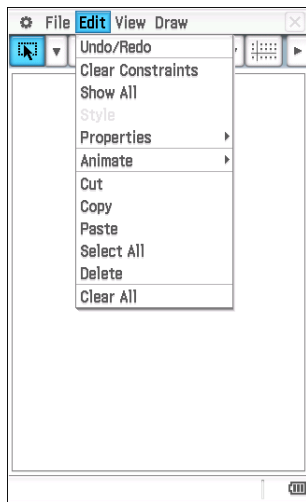 File Edit View Draw
Undo/Redo
Clear Constraints
Show All
Style
Properties
Animate
Cut
Copy
Paste
Select All
Delete
Clear All